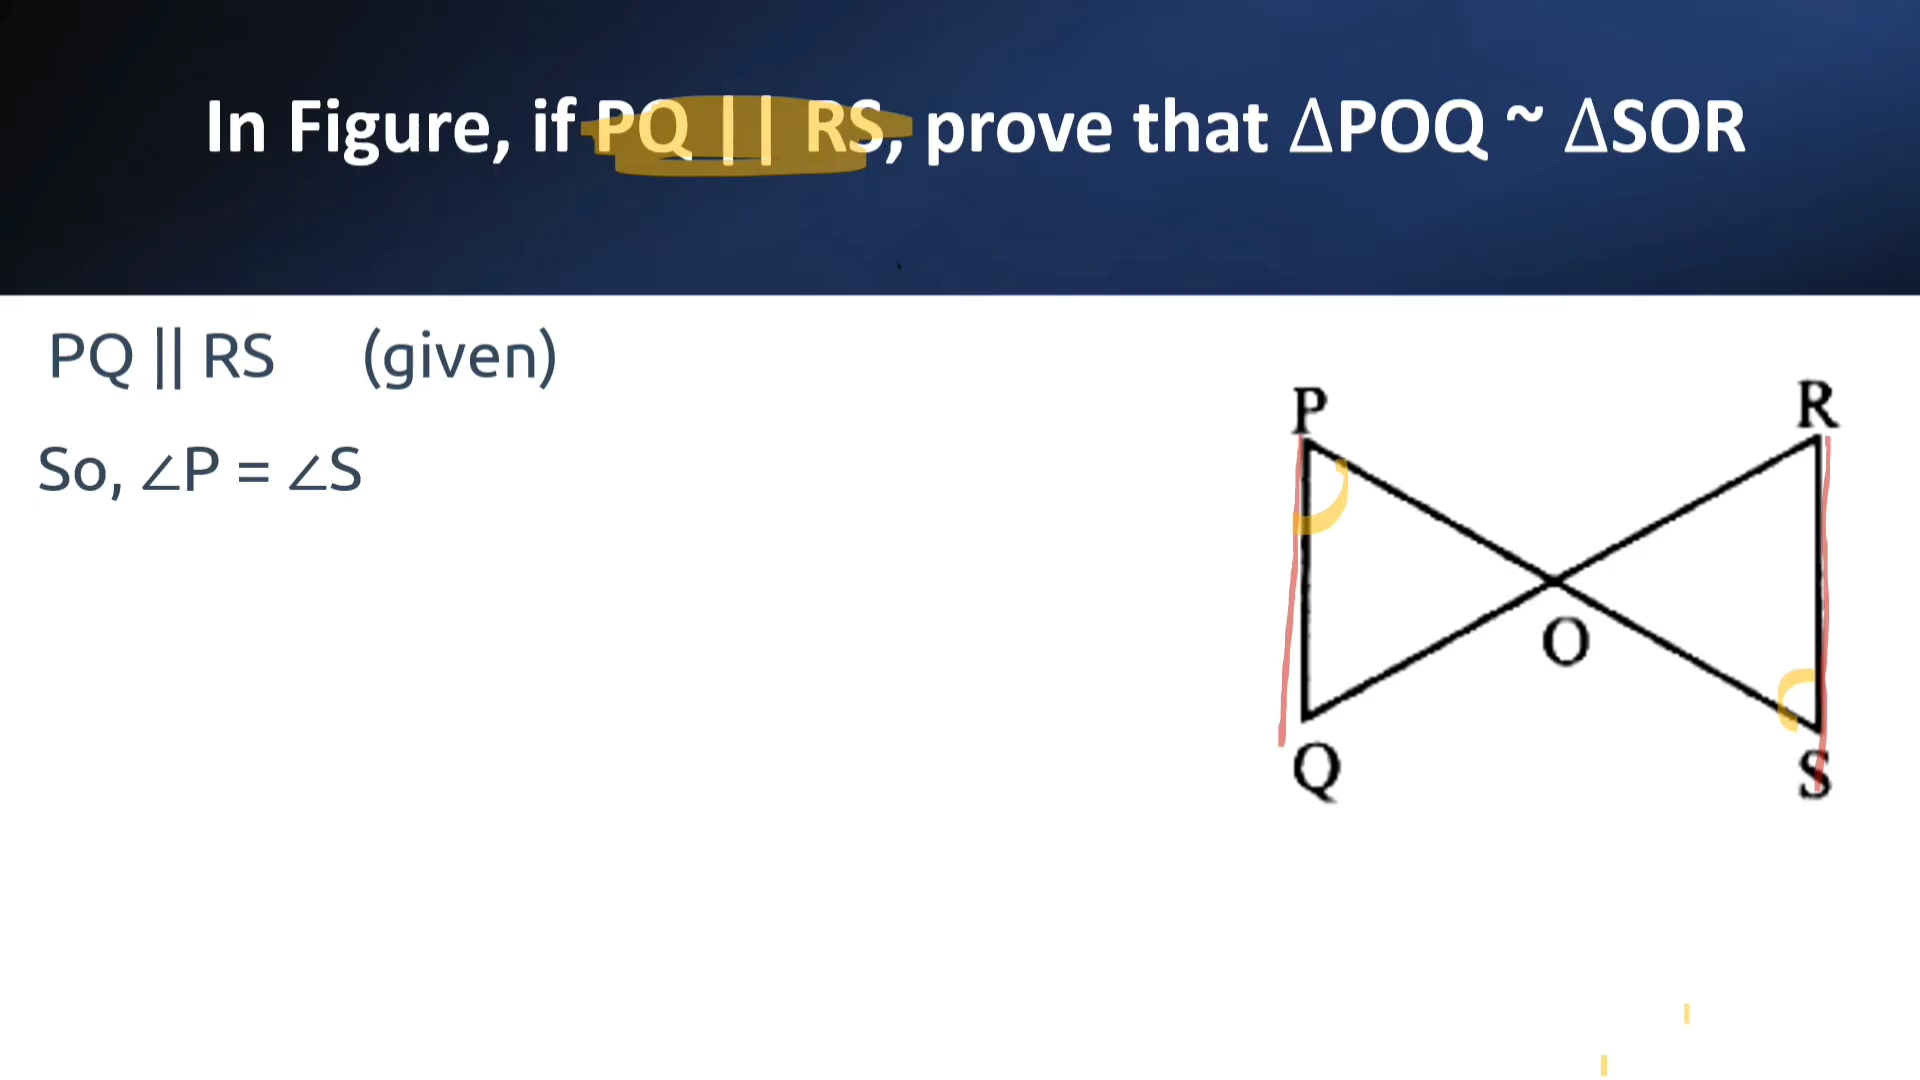 In Figure, if PQ || RS, prove that ΔPOQ ~ ΔSOR
PQ || RS (given)
So, ∠P = ∠S
P
R
O
Q
S